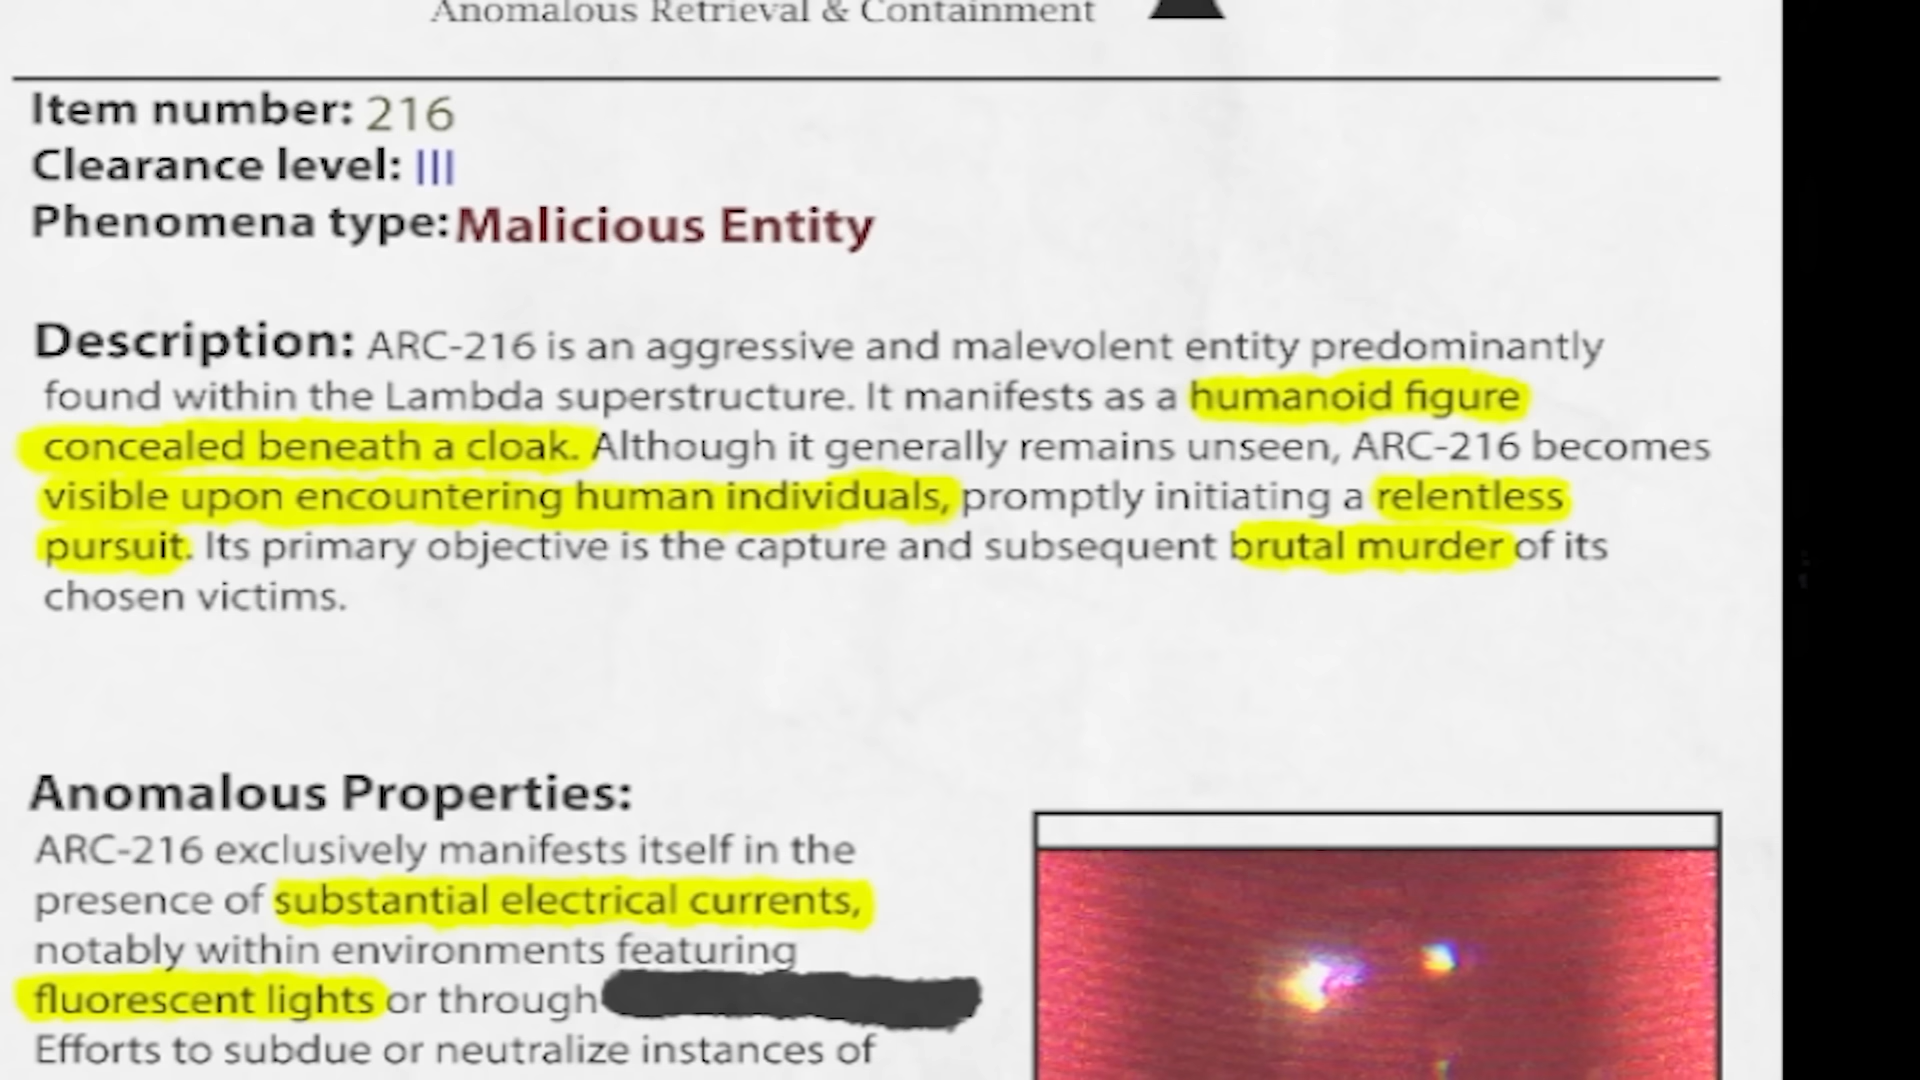 Anomalous Retrieval & Containment
Item number: 216
Clearance level: III
Phenomena type: Malicious Entity
Description: ARC-216 is an aggressive and malevolent entity predominantly
found within the Lambda superstructure. It manifests as a humanoid figure
concealed beneath a cloak. Although it generally remains unseen, ARC-216 becomes
visible upon encountering human individuals, promptly initiating a relentless
pursuit. Its primary objective is the capture and subsequent brutal murder of its
chosen victims.
Anomalous Properties:
ARC-216 exclusively manifests itself in the
presence of substantial electrical currents,
notably within environments featuring
fluorescent lights or through
Efforts to subdue or neutralize instances of